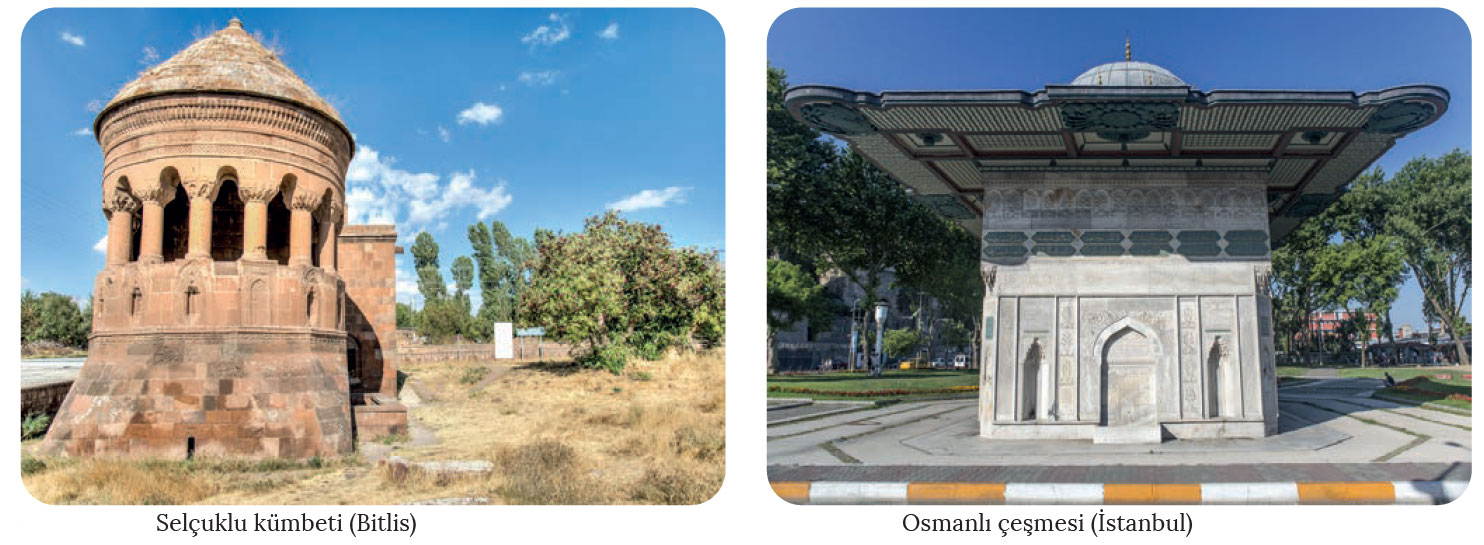 Selçuklu kümbeti (Bitlis)
Osmanlı çeşmesi (İstanbul)